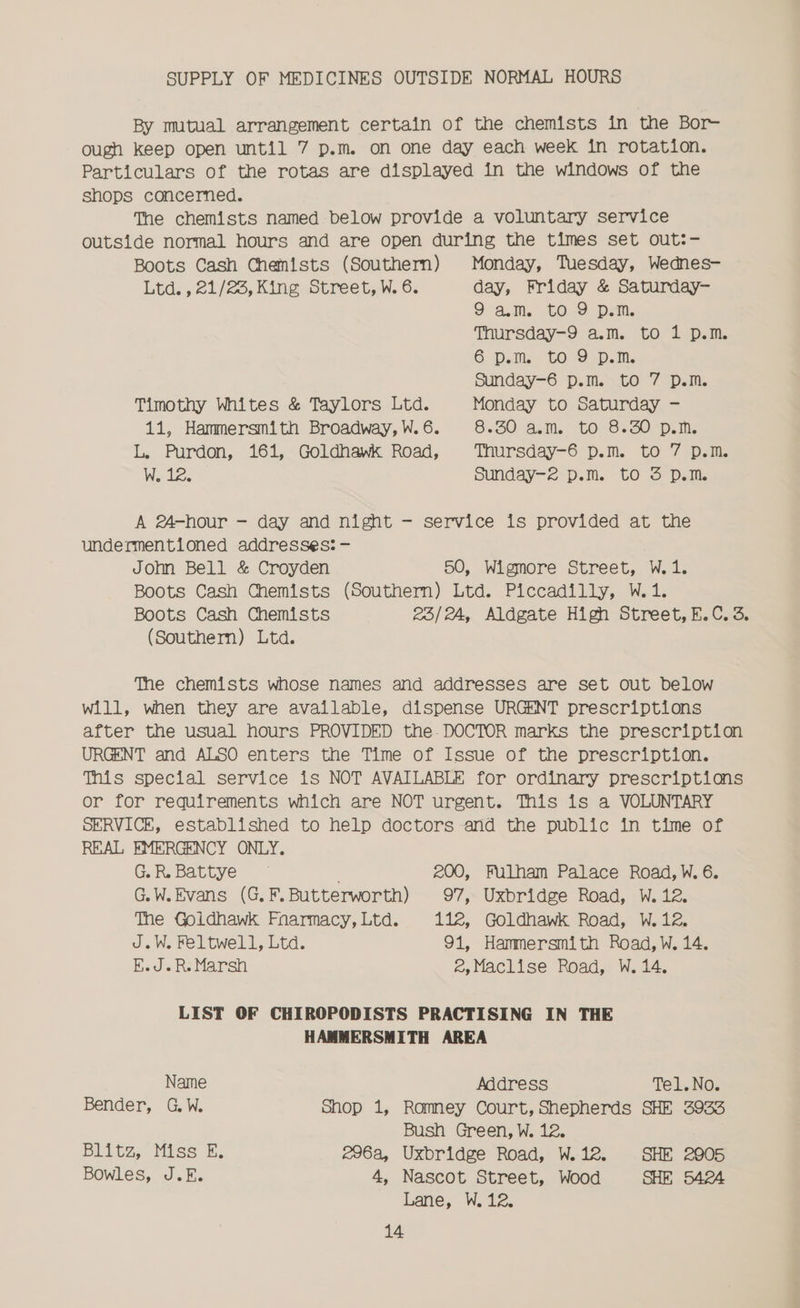 SUPPLY OF MEDICINES OUTSIDE NORMAL HOURS
By mutual arrangement certain of the chemists in the Bor-
ough keep open until 7 p.m. on one day each week in rotation.
Particulars of the rotas are displayed in the windows of the
shops concerned.
The chemists named below provide a voluntary service
outside normal hours and are open during the times set out:-
Boots Cash Chemists (Southern) Monday, Tuesday, Wednes-
Ltd.,21/23,King Street,W.6. day, Friday & Saturday-
9 a.m. to 9 p.m.
Thursday-9 a.m. to 1 p.m.
6 p.m. to 9 p.m.
Sunday-6 p.m. to 7 p.m.
Timothy Whites & Taylors Ltd. Monday to Saturday -
11, Hammersmith Broadway,W.6. 8.30 a.m. to 8.30 p.m.
L. Purdon, 161, Goldhawk Road, Thursday-6 p.m. to 7 p.m.
W.12. Sunday-2 p.m. to 3 p.m.
A 24-hour - day and night - service is provided at the
undermentioned addresses:-
John Bell & Croyden 50, Wigmore Street, W.1.
Boots Cash Chemists (Southern) Ltd. Piccadilly, W.1.
Boots Cash Chemists 23/24, Aldgate High Street,E.C.3.
(Southern) Ltd.
The chemists whose names and addresses are set out below
will, when they are available, dispense URGENT prescriptions
after the usual hours PROVIDED the DOCTOR marks the prescription
URGENT and ALSO enters the Time of Issue of the prescription.
This special service is NOT AVAILABLE for ordinary prescriptions
or for requirements which are NOT urgent. This is a VOLUNTARY
SERVICE, established to help doctors and the public in time of
REAL EMERGENCY ONLY.
G.R.Battye 200, Fulham Palace Road,W.6.
G.W.Evans (G.F.Butterworth) 97, Uxbridge Road, W.12.
The Goldhawk Pharmacy,Ltd. 112, Goldhawk Road, W.12.
J.W.Feltwell,Ltd. 91, Hammersmith Road,W.14.
E.J.R.Marsh 2,Maclise Road, W.14.
LIST OF CHIROPODISTS PRACTISING IN THE
HAMMERSMITH AREA
Name Address Tel.No.
Bender, G.W. Shop 1, Romney Court,Shepherds SHE 3933
Bush Green,W.12.
Blitz, Miss E. 296a, Uxbridge Road, W.12. SHE 2905
Bowles, J.E. 4, Nascot Street, Wood SHE 5424
Lane, W.12.
14